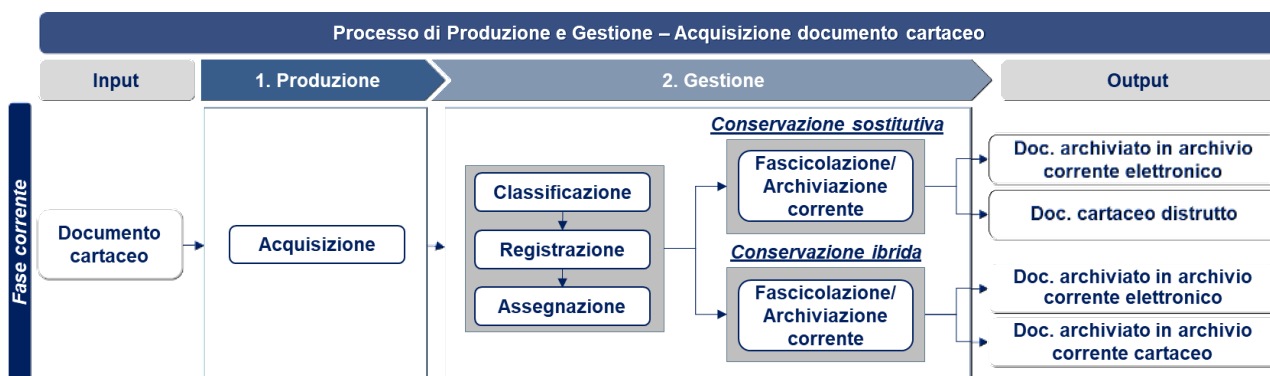 Processo di Produzione e Gestione – Acquisizione documento cartaceo
Input
1. Produzione
2. Gestione
Output
Fase corrente
Documento
cartaceo
Acquisizione
Classificazione
Registrazione
Assegnazione
Conservazione sostitutiva
Fascicolazione/
Archiviazione
corrente
Conservazione ibrida
Fascicolazione/
Archiviazione
corrente
Doc. archiviato in archivio
corrente elettronico
Doc. cartaceo distrutto
Doc. archiviato in archivio
corrente elettronico
Doc. archiviato in archivio
corrente cartaceo